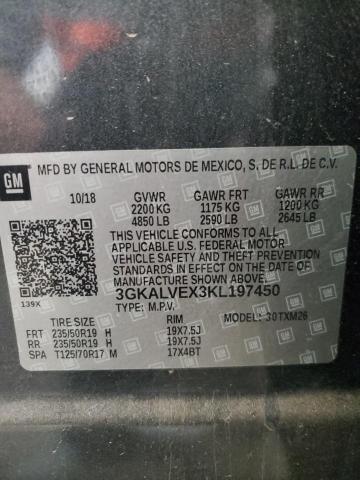 GM
MFD BY GENERAL MOTORS DE MEXICO, S. DE R.L. DE C.V.
10/18 GVWR GAWR FRT GAWR RR
2200 KG 1175 KG 1200 KG
4850 LB 2590 LB 2645 LB
THIS VEHICLE CONFORMS TO ALL APPLICABLE
U.S. FEDERAL MOTOR VEHICLE SAFETY AND THEFT PREVENTION
STANDARDS IN EFFECT ON THE DATE OF
MANUFACTURE SHOWN ABOVE.
139X
3GKALVEX3KL197450
TYPE: M.P.V. MODEL: 30TXM26
TIRE SIZE RIM
FRT 235/50R19 H 19X7.5J
RR 235/50R19 H 19X7.5J
SPA T125/70R17 M 17X4BT